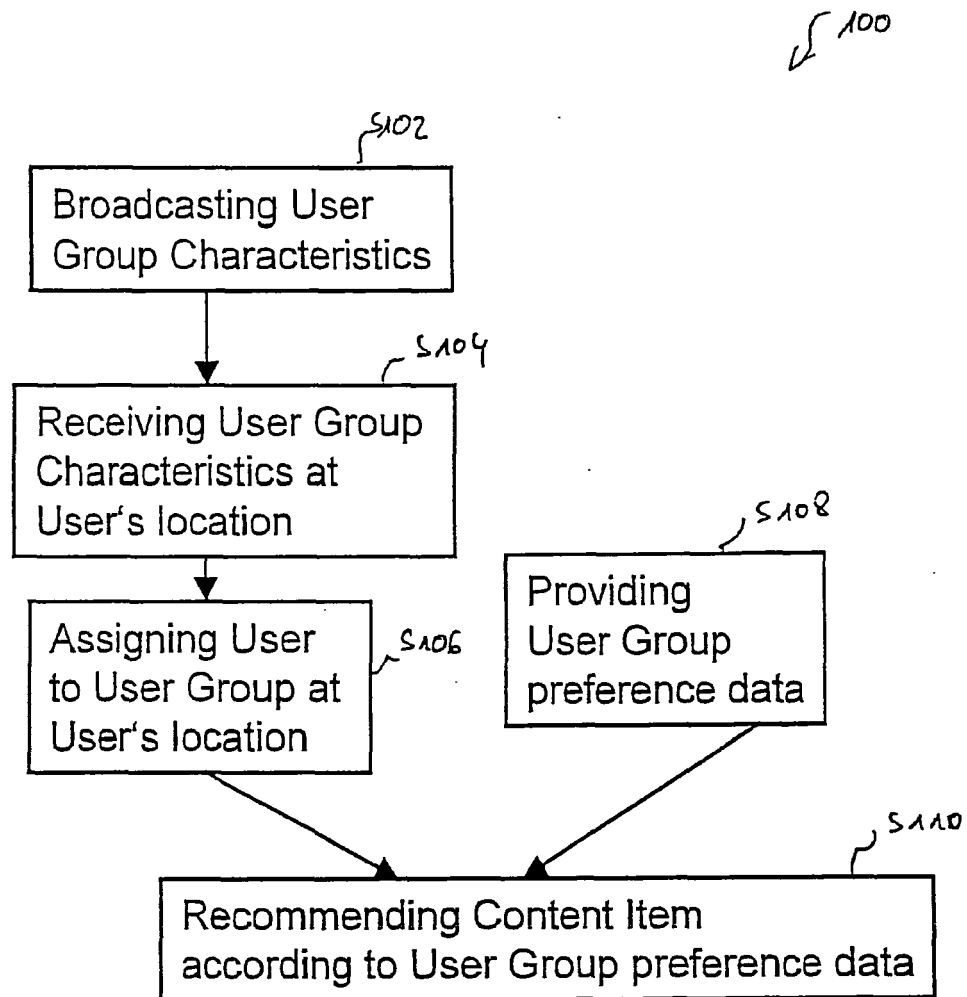 100
S102
Broadcasting User
Group Characteristics
S104
Receiving User Group
Characteristics at
User's location
S108
Providing
User Group
preference data
Assigning User
to User Group at
User's location
S106
S110
Recommending Content Item
according to User Group preference data